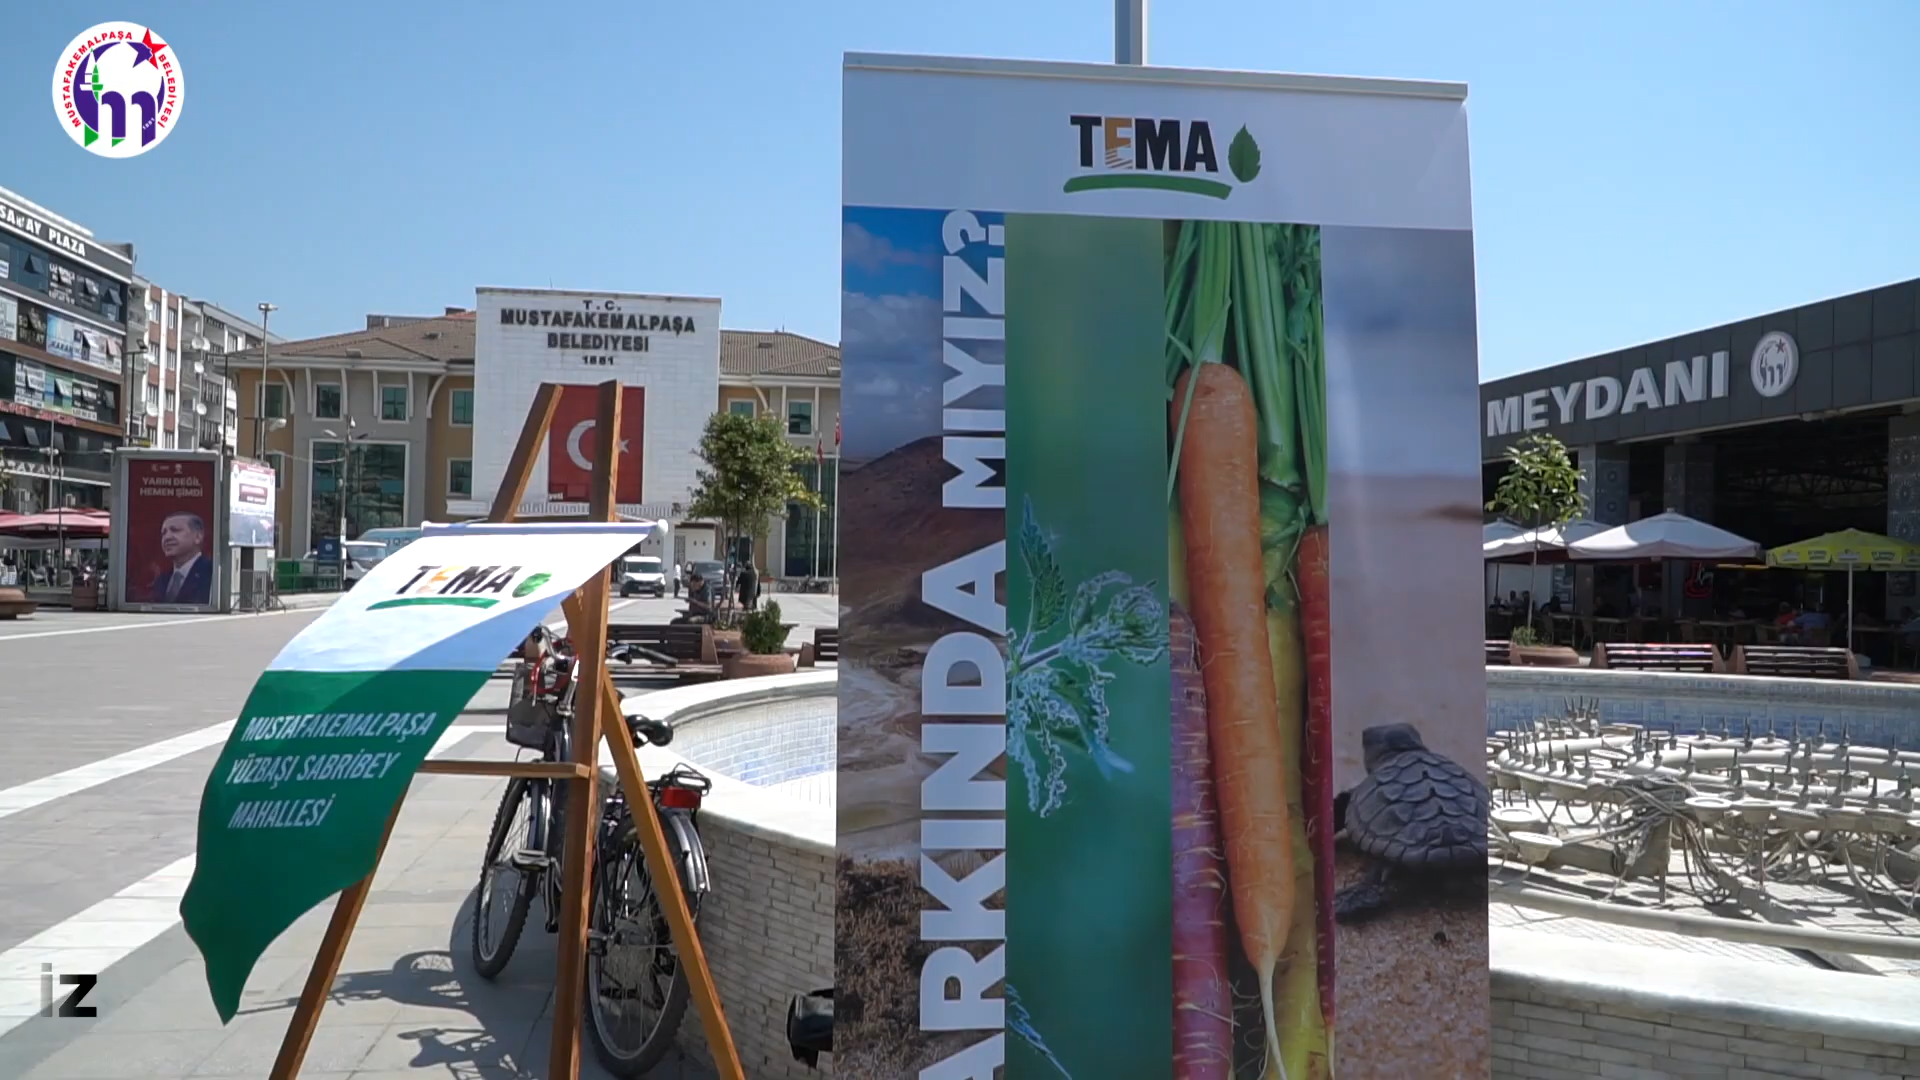 MUSTAFAKEMALPAŞA BELEDİYESİ
SARAY PLAZA
T.C.
MUSTAFAKEMALPAŞA
BELEDİYESİ
1881
YARIN DEĞİL
HEMEN ŞİMDİ
TEMA
MUSTAFAKEMALPAŞA
YÜZBAŞI SABRİBEY
MAHALLESİ
TEMA
ARKINDA MIYIZ?
MEYDANI
iz